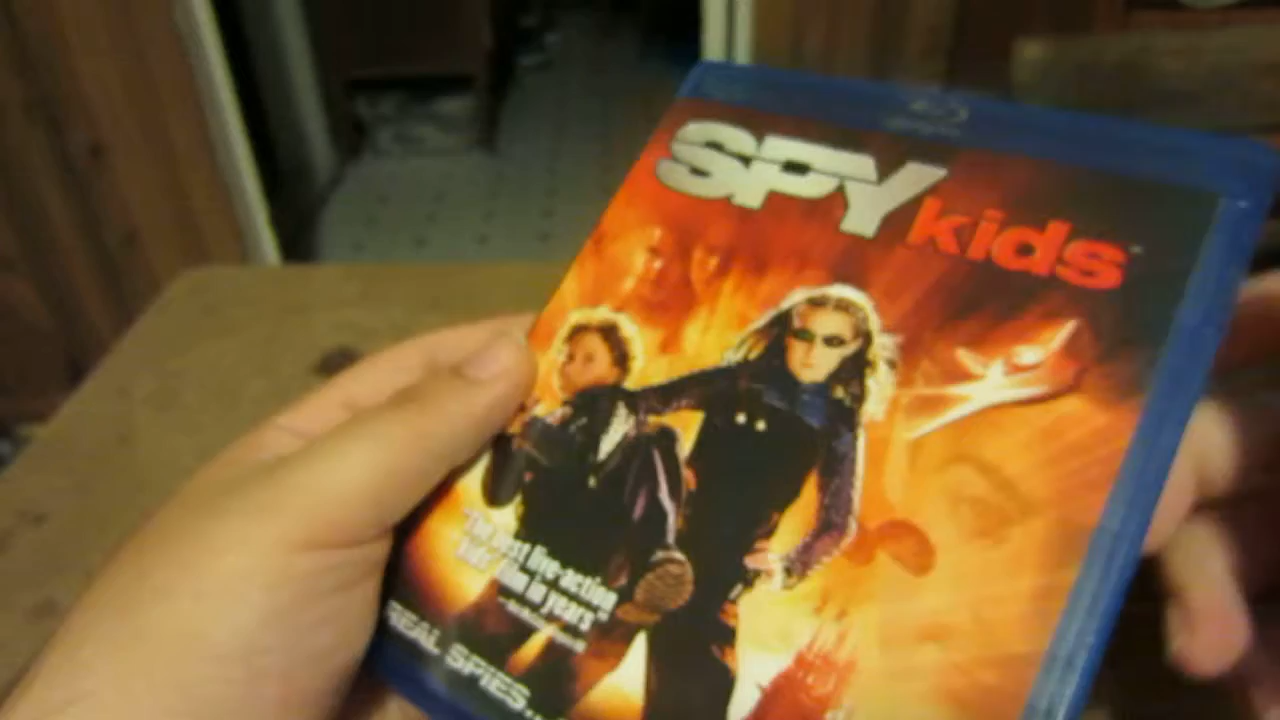 SPY
kids
"The best live-action
kids' film in years"
REAL SPIES...